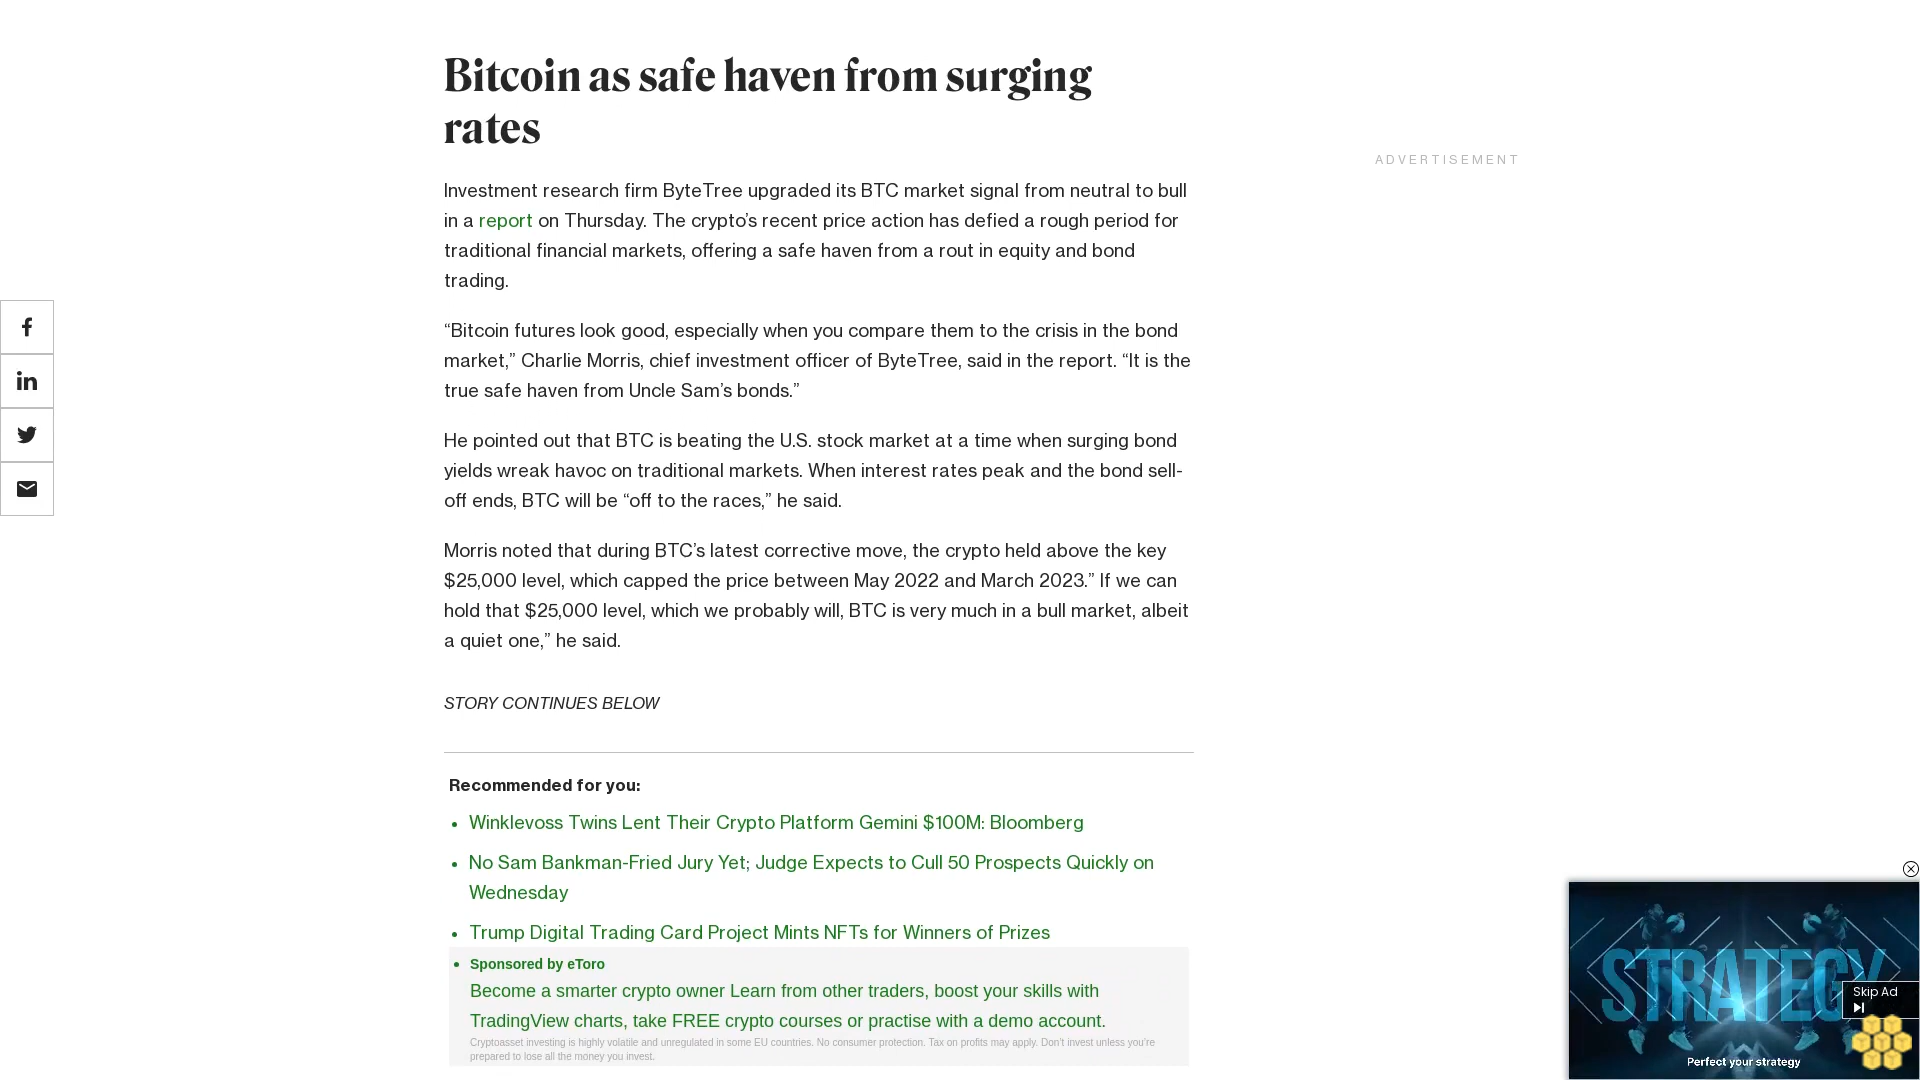 Bitcoin as safe haven from surging
rates
ADVERTISEMENT
Investment research firm ByteTree upgraded its BTC market signal from neutral to bull
in a report on Thursday. The crypto’s recent price action has defied a rough period for
traditional financial markets, offering a safe haven from a rout in equity and bond
trading.
“Bitcoin futures look good, especially when you compare them to the crisis in the bond
market,” Charlie Morris, chief investment officer of ByteTree, said in the report. “It is the
true safe haven from Uncle Sam’s bonds.”
He pointed out that BTC is beating the U.S. stock market at a time when surging bond
yields wreak havoc on traditional markets. When interest rates peak and the bond sell-
off ends, BTC will be “off to the races,” he said.
Morris noted that during BTC’s latest corrective move, the crypto held above the key
$25,000 level, which capped the price between May 2022 and March 2023.” If we can
hold that $25,000 level, which we probably will, BTC is very much in a bull market, albeit
a quiet one,” he said.
STORY CONTINUES BELOW
Recommended for you:
• Winklevoss Twins Lent Their Crypto Platform Gemini $100M: Bloomberg
• No Sam Bankman-Fried Jury Yet; Judge Expects to Cull 50 Prospects Quickly on
Wednesday
• Trump Digital Trading Card Project Mints NFTs for Winners of Prizes
• Sponsored by eToro
Become a smarter crypto owner Learn from other traders, boost your skills with
TradingView charts, take FREE crypto courses or practise with a demo account.
Cryptoasset investing is highly volatile and unregulated in some EU countries. No consumer protection. Tax on profits may apply. Don't invest unless you're
prepared to lose all the money you invest.
STRATEGY
Skip Ad
Perfect your strategy